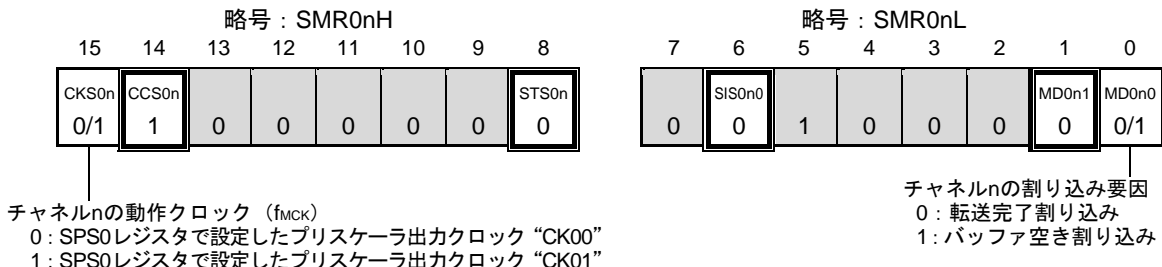 略号：SMR0nH
略号：SMR0nL
15 14 13 12 11 10 9 8
7 6 5 4 3 2 1 0
CKS0n CCS0n STS0n
SIS0n0 MD0n1 MD0n0
0/1 1 0 0 0 0 0 0
0 0 1 0 0 0 0 0/1
チャネルnの動作クロック（fMCK）
0：SPS0レジスタで設定したプリスケーラ出力クロック“CK00”
1：SPS0レジスタで設定したプリスケーラ出力クロック“CK01”
チャネルnの割り込み要因
0：転送完了割り込み
1：バッファ空き割り込み